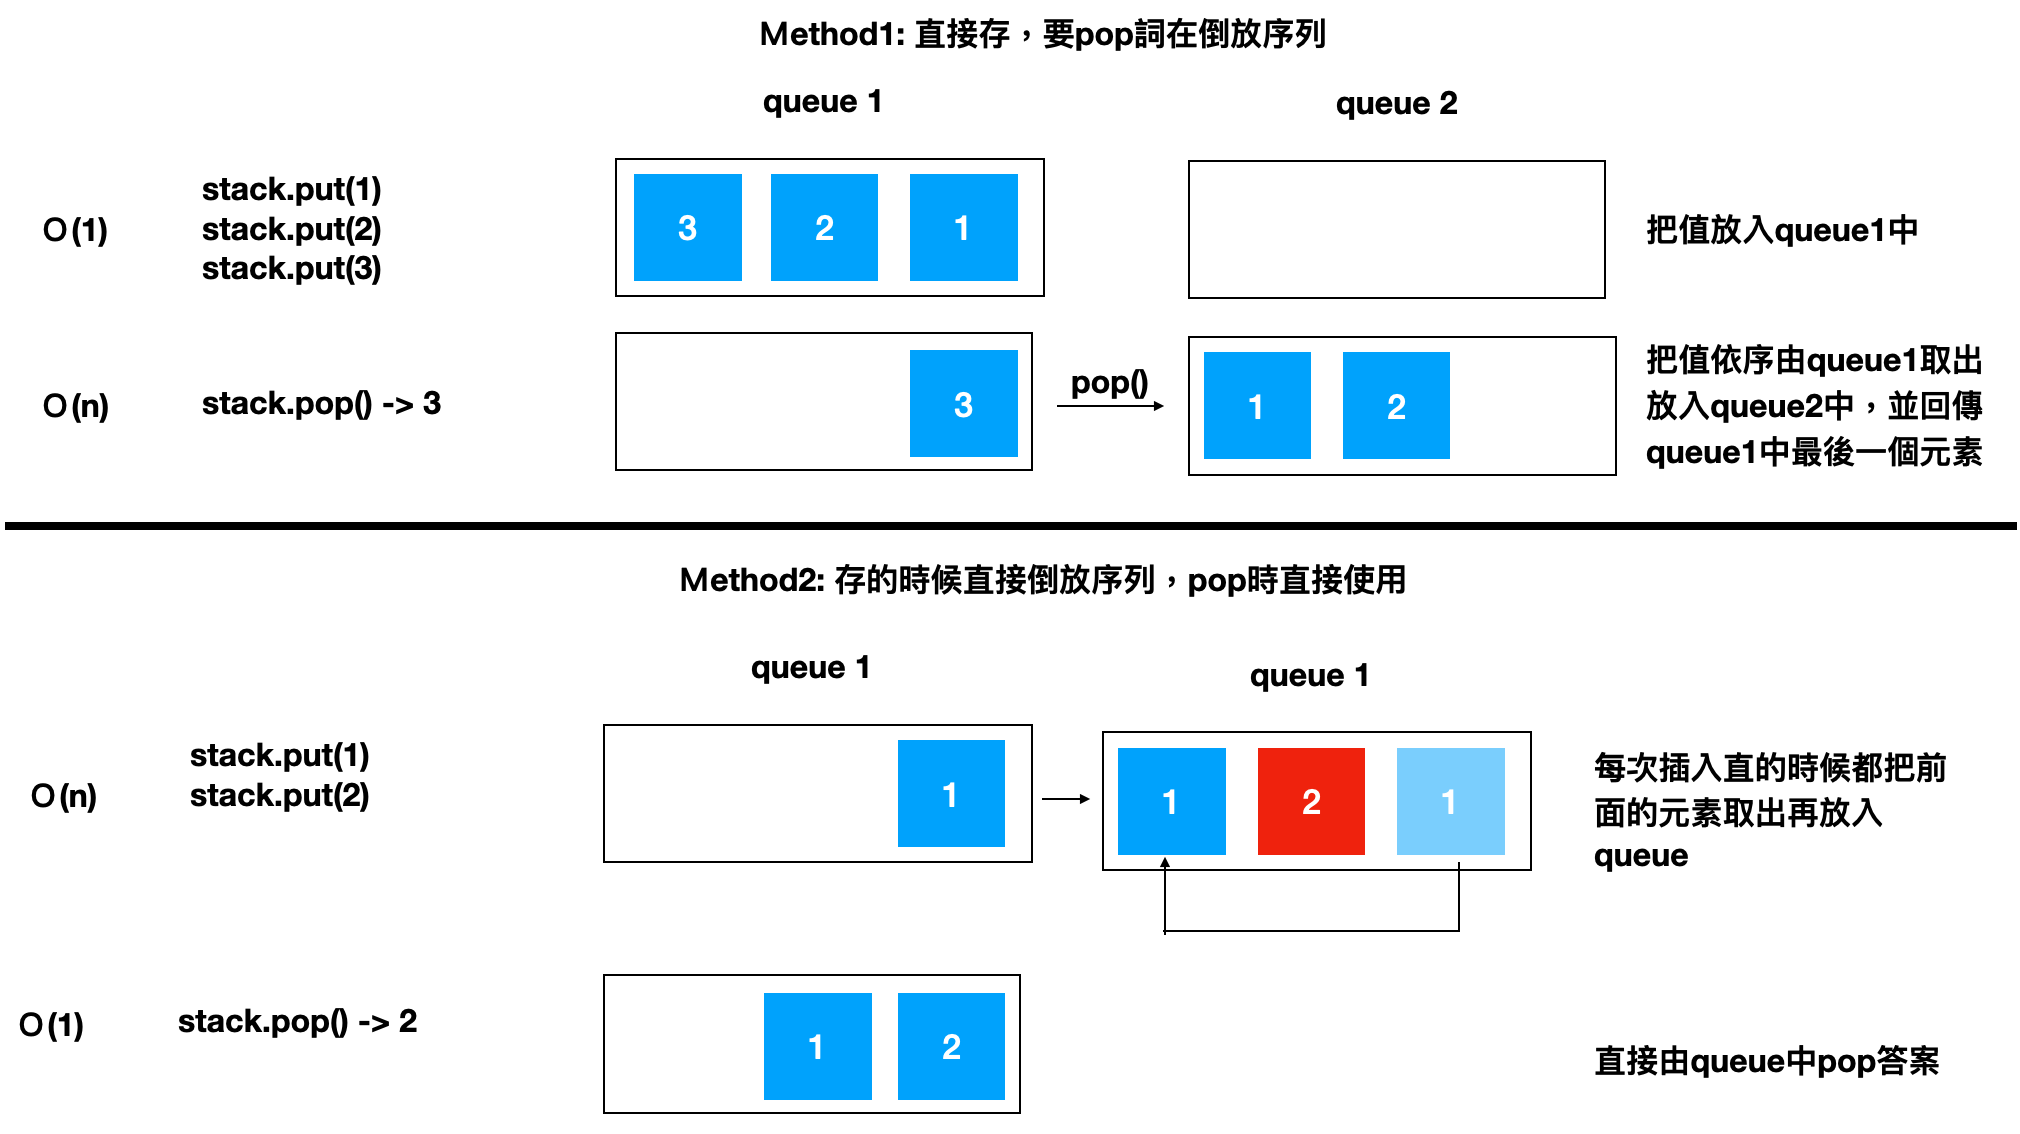 Method1: 直接存，要pop詞在倒放序列
queue 1
queue 2
O(1)
stack.put(1)
stack.put(2)
stack.put(3)
3 2 1
把值放入queue1中
O(n)
stack.pop() -> 3
3
pop()
1 2
把值依序由queue1取出
放入queue2中，並回傳
queue1中最後一個元素
Method2: 存的時候直接倒放序列，pop時直接使用
queue 1
queue 1
O(n)
stack.put(1)
stack.put(2)
1
1 2 1
每次插入直的時候都把前
面的元素取出再放入
queue
O(1)
stack.pop() -> 2
1 2
直接由queue中pop答案